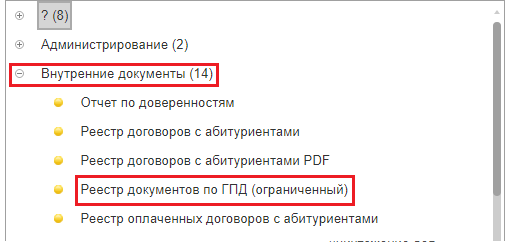 ? (8)
Администрирование (2)
Внутренние документы (14)
Отчет по доверенностям
Реестр договоров с абитуриентами
Реестр договоров с абитуриентами PDF
Реестр документов по ГПД (ограниченный)
Реестр оплаченных договоров с абитуриентами